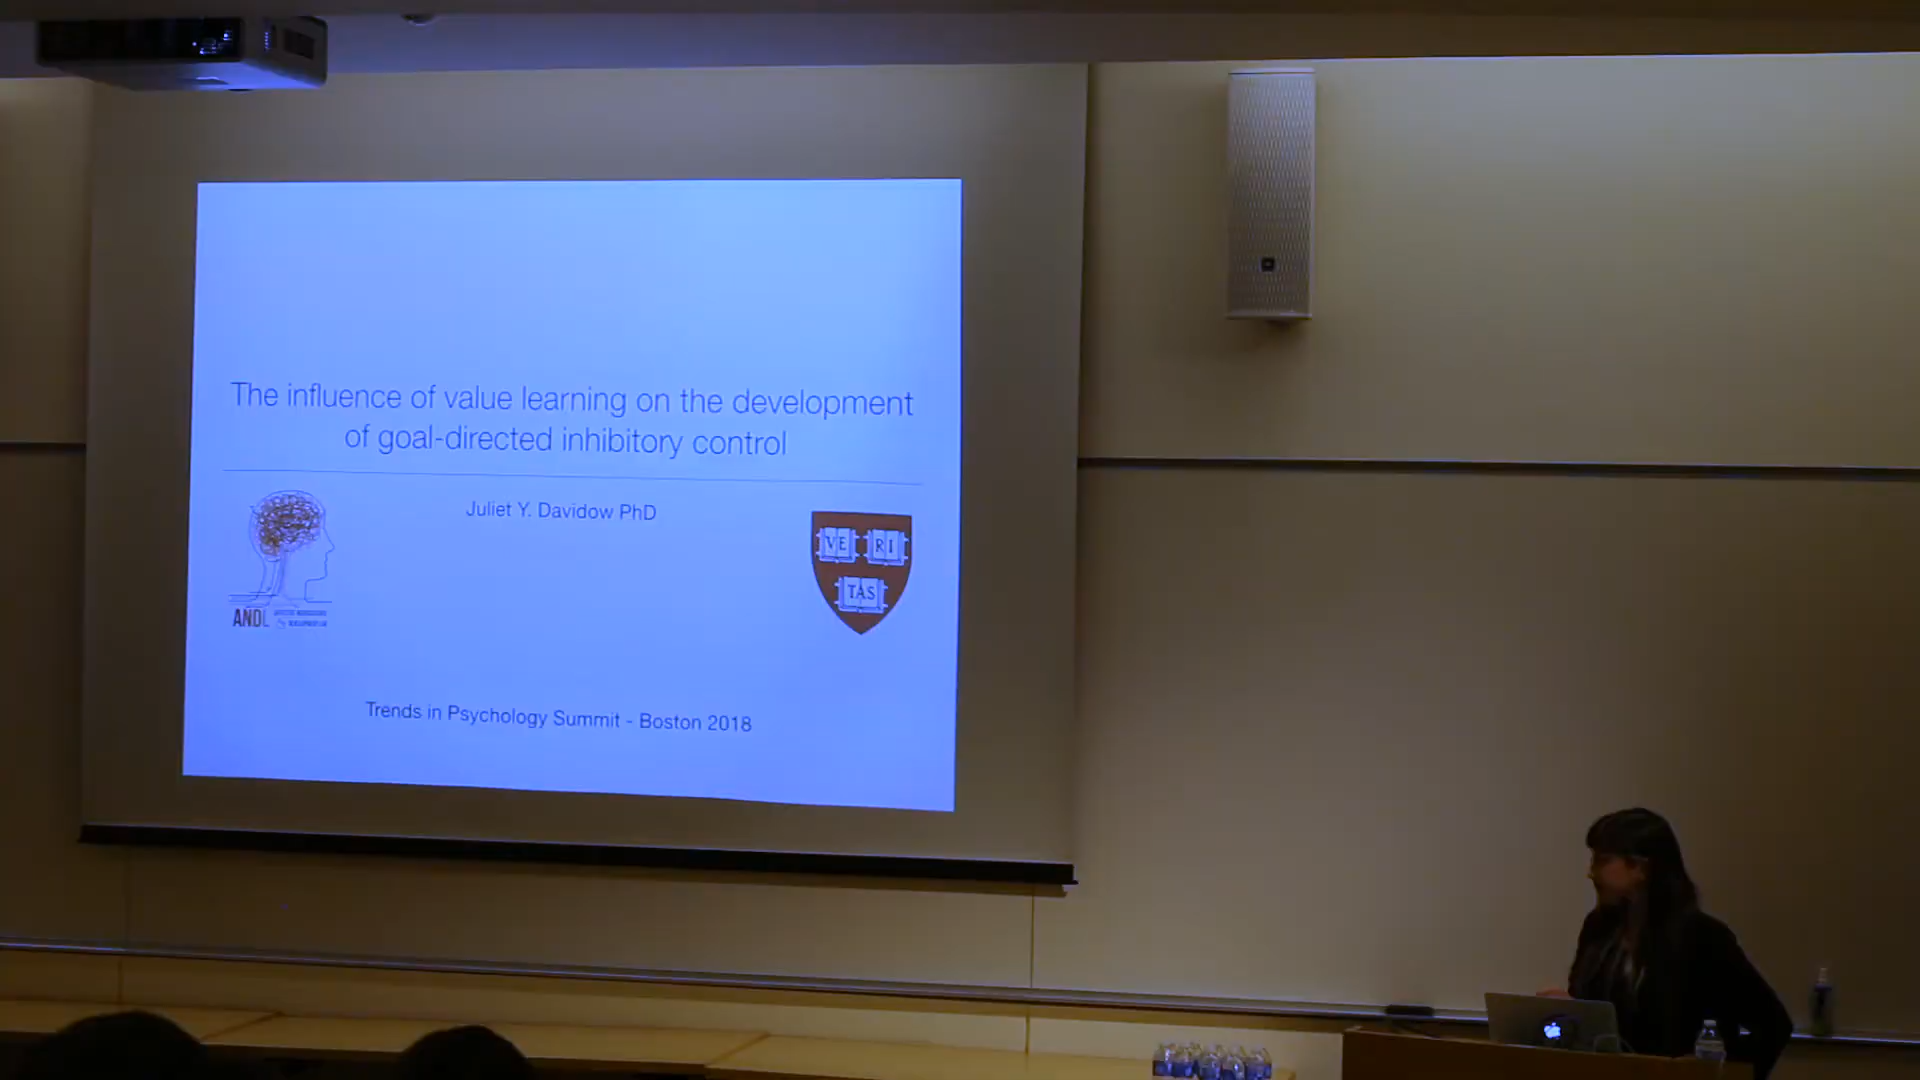 The influence of value learning on the development
of goal-directed inhibitory control
Juliet Y. Davidow PhD
VE RI
TAS
ANDL
Trends in Psychology Summit - Boston 2018